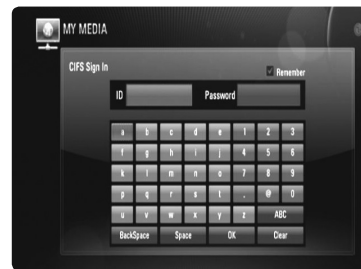 MY MEDIA
CIFS Sign In
Remember
ID Password
a b c d e 1 2 3
f g h i j 4 5 6
k l m n o 7 8 9
p q r s t . @ 0
u v w x y z ABC
BackSpace Space OK Clear